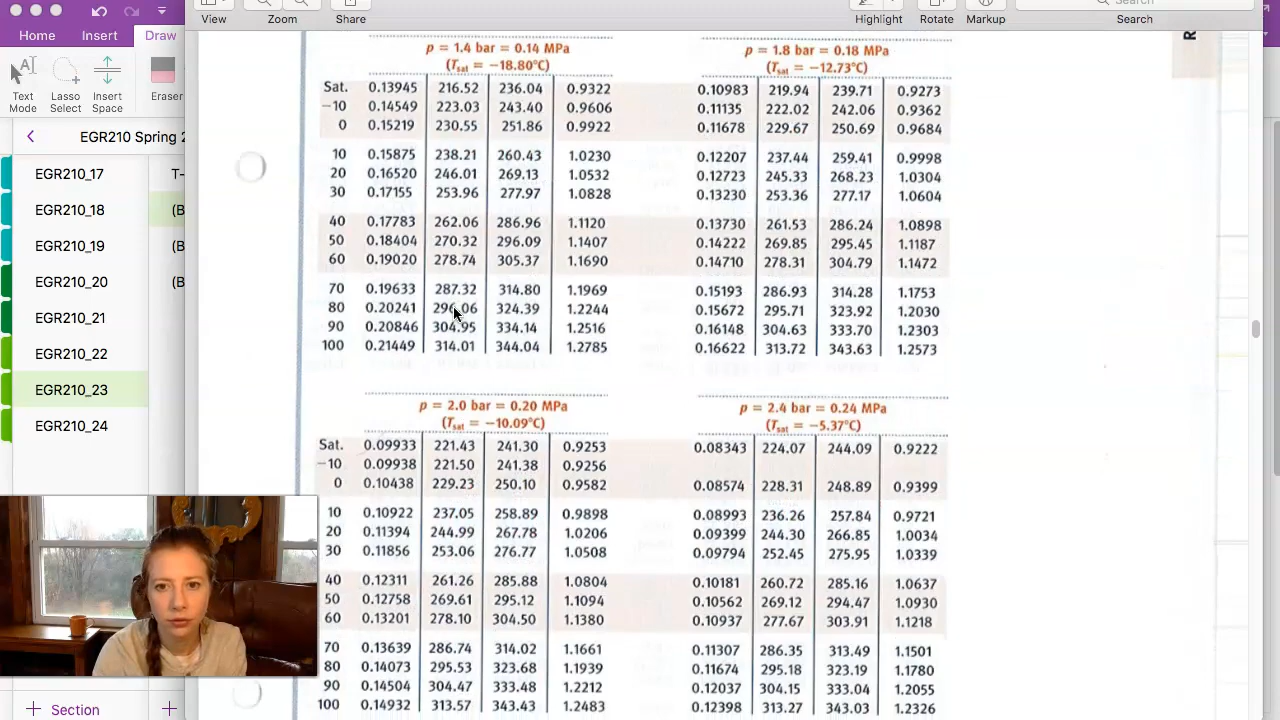 View
Zoom
Share
Highlight
Rotate
Markup
Search
Search
Home
Insert
Draw
Text Mode
Lasso Select
Insert Space
Eraser
EGR210 Spring 2
EGR210_17
EGR210_18
EGR210_19
EGR210_20
EGR210_21
EGR210_22
EGR210_23
EGR210_24
T-
(B
(B
(B
Section
R
p = 1.4 bar = 0.14 MPa
(Tsat = −18.80°C)
Sat. 0.13945 216.52 236.04 0.9322
−10 0.14549 223.03 243.40 0.9606
0 0.15219 230.55 251.86 0.9922
10 0.15875 238.21 260.43 1.0230
20 0.16520 246.01 269.13 1.0532
30 0.17155 253.96 277.97 1.0828
40 0.17783 262.06 286.96 1.1120
50 0.18404 270.32 296.09 1.1407
60 0.19020 278.74 305.37 1.1690
70 0.19633 287.32 314.80 1.1969
80 0.20241 296.06 324.39 1.2244
90 0.20846 304.95 334.14 1.2516
100 0.21449 314.01 344.04 1.2785
p = 1.8 bar = 0.18 MPa
(Tsat = −12.73°C)
0.10983 219.94 239.71 0.9273
0.11135 222.02 242.06 0.9362
0.11678 229.67 250.69 0.9684
0.12207 237.44 259.41 0.9998
0.12723 245.33 268.23 1.0304
0.13230 253.36 277.17 1.0604
0.13730 261.53 286.24 1.0898
0.14222 269.85 295.45 1.1187
0.14710 278.31 304.79 1.1472
0.15193 286.93 314.28 1.1753
0.15672 295.71 323.92 1.2030
0.16148 304.63 333.70 1.2303
0.16622 313.72 343.63 1.2573
p = 2.0 bar = 0.20 MPa
(Tsat = −10.09°C)
Sat. 0.09933 221.43 241.30 0.9253
−10 0.09938 221.50 241.38 0.9256
0 0.10438 229.23 250.10 0.9582
10 0.10922 237.05 258.89 0.9898
20 0.11394 244.99 267.78 1.0206
30 0.11856 253.06 276.77 1.0508
40 0.12311 261.26 285.88 1.0804
50 0.12758 269.61 295.12 1.1094
60 0.13201 278.10 304.50 1.1380
70 0.13639 286.74 314.02 1.1661
80 0.14073 295.53 323.68 1.1939
90 0.14504 304.47 333.48 1.2212
100 0.14932 313.57 343.43 1.2483
p = 2.4 bar = 0.24 MPa
(Tsat = −5.37°C)
0.08343 224.07 244.09 0.9222
0.08574 228.31 248.89 0.9399
0.08993 236.26 257.84 0.9721
0.09399 244.30 266.85 1.0034
0.09794 252.45 275.95 1.0339
0.10181 260.72 285.16 1.0637
0.10562 269.12 294.47 1.0930
0.10937 277.67 303.91 1.1218
0.11307 286.35 313.49 1.1501
0.11674 295.18 323.19 1.1780
0.12037 304.15 333.04 1.2055
0.12398 313.27 343.03 1.2326